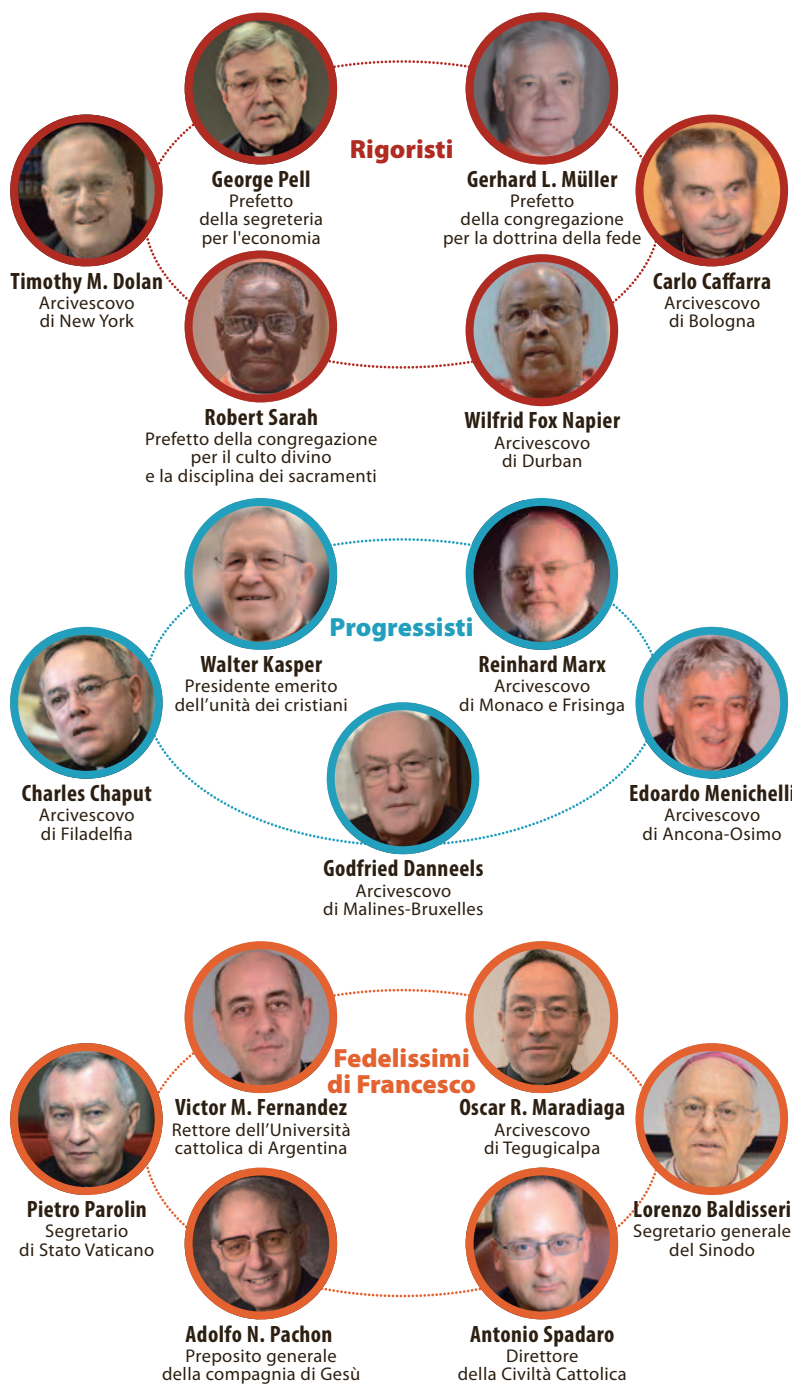 Rigoristi
George Pell
Prefetto
della segreteria
per l'economia
Gerhard L. Müller
Prefetto
della congregazione
per la dottrina della fede
Timothy M. Dolan
Arcivescovo
di New York
Carlo Caffarra
Arcivescovo
di Bologna
Robert Sarah
Prefetto della congregazione
per il culto divino
e la disciplina dei sacramenti
Wilfrid Fox Napier
Arcivescovo
di Durban
Progressisti
Walter Kasper
Presidente emerito
dell’unità dei cristiani
Reinhard Marx
Arcivescovo
di Monaco e Frisinga
Charles Chaput
Arcivescovo
di Filadelfia
Edoardo Menichelli
Arcivescovo
di Ancona-Osimo
Godfried Danneels
Arcivescovo
di Malines-Bruxelles
Fedelissimi
di Francesco
Victor M. Fernandez
Rettore dell’Università
cattolica di Argentina
Oscar R. Maradiaga
Arcivescovo
di Tegugicalpa
Pietro Parolin
Segretario
di Stato Vaticano
Lorenzo Baldisseri
Segretario generale
del Sinodo
Adolfo N. Pachon
Preposito generale
della compagnia di Gesù
Antonio Spadaro
Direttore
della Civiltà Cattolica